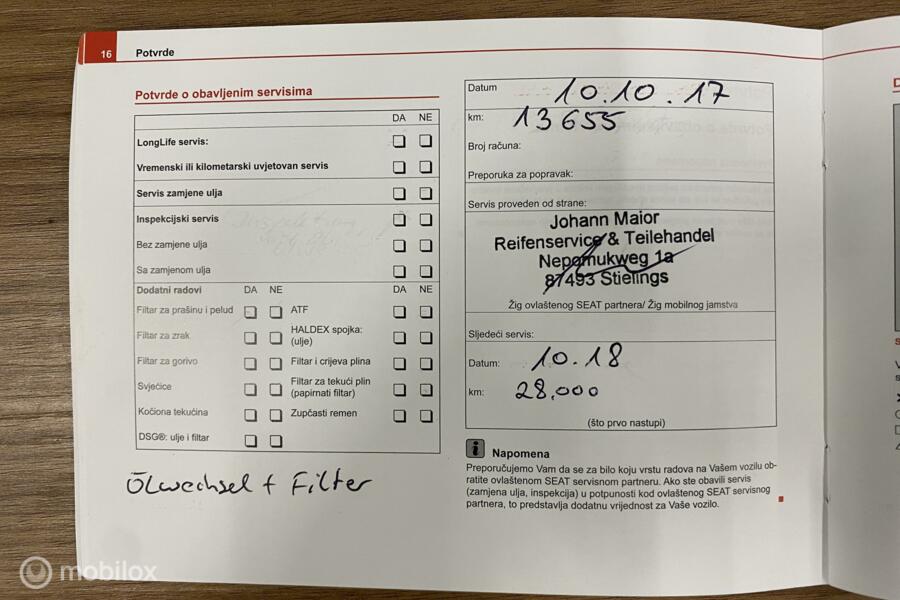 16 Potvrde
Potvrde o obavljenim servisima
DA NE
LongLife servis:
Vremenski ili kilometarski uvjetovan servis
Servis zamjene ulja
Inspekcijski servis
Bez zamjene ulja
Sa zamjenom ulja
Dodatni radovi DA NE DA NE
Filtar za prašinu i pelud ATF
Filtar za zrak HALDEX spojka:
(ulje)
Filtar za gorivo Filtar i crijeva plina
Svjećice Filtar za tekući plin
(papirnati filtar)
Kočiona tekućina Zupčasti remen
DSG®: ulje i filtar
Ölwechsel + Filter
Datum 10.10.17
km: 13655
Broj računa:
Preporuka za popravak:
Servis proveden od strane:
Johann Maior
Reifenservice & Teilehandel
Nepomukweg 1a
87493 Stielings
Žig ovlaštenog SEAT partnera/ Žig mobilnog jamstva
Sljedeći servis:
Datum: 10.18
km: 28.000
(što prvo nastupi)
i Napomena
Preporučujemo Vam da se za bilo koju vrstu radova na Vašem vozilu ob-
ratite ovlaštenom SEAT servisnom partneru. Ako ste obavili servis
(zamjena ulja, inspekcija) u potpunosti kod ovlaštenog SEAT servisnog
partnera, to predstavlja dodatnu vrijednost za Vaše vozilo.
mobilox